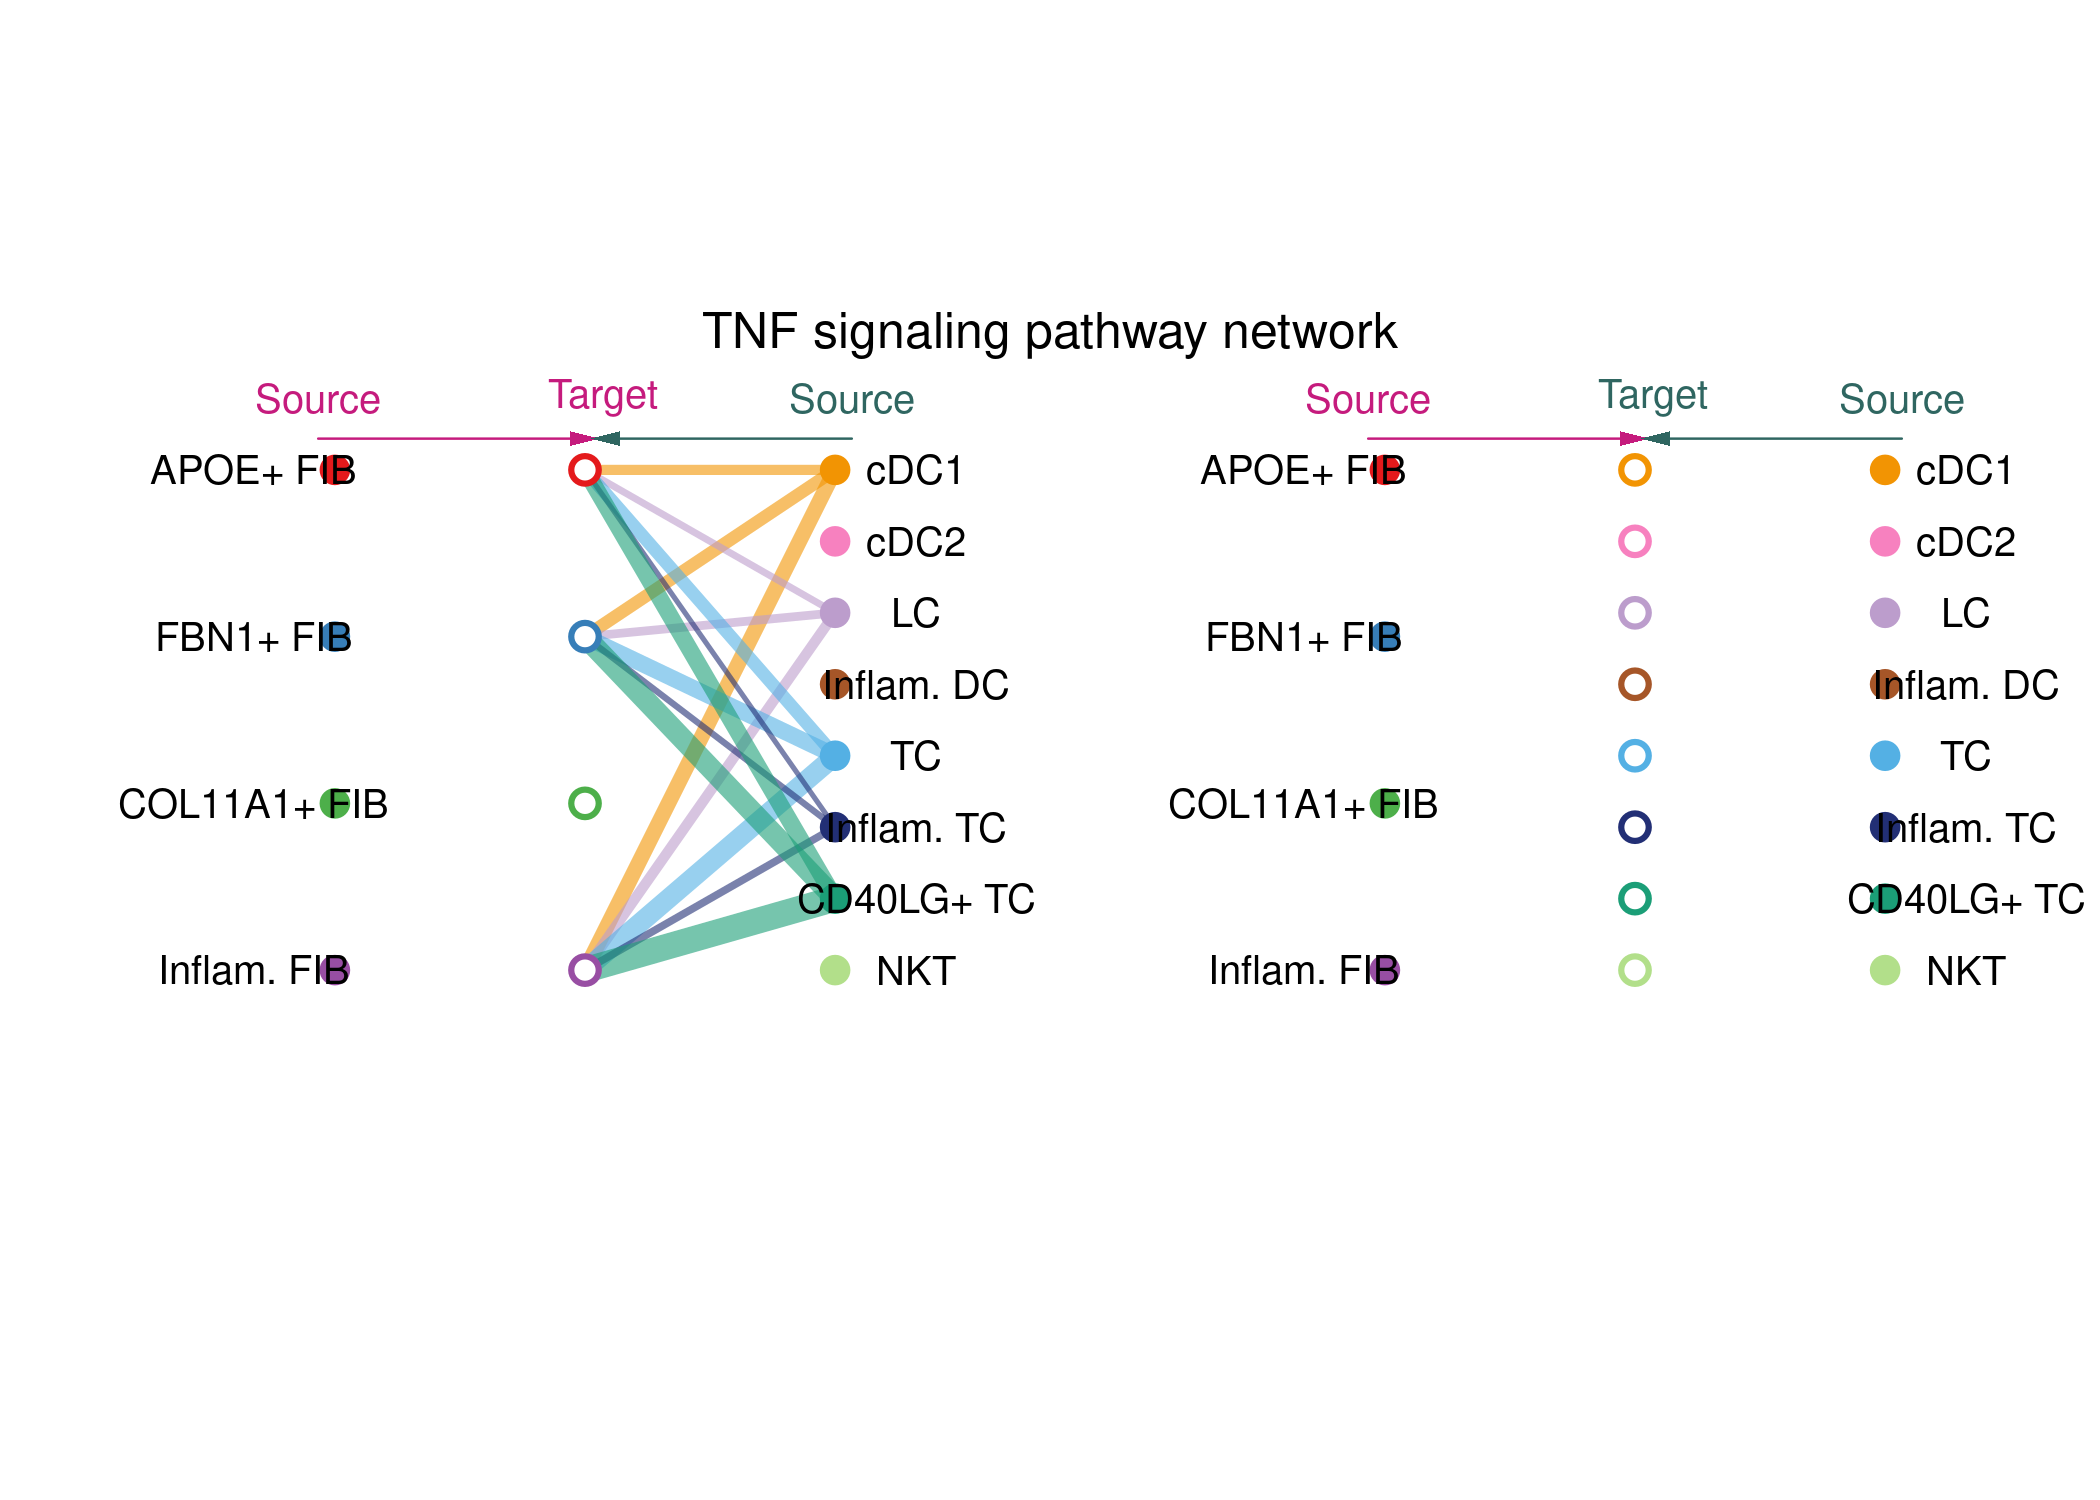 TNF signaling pathway network
Source Target Source
APOE+ FIB
FBN1+ FIB
COL11A1+ FIB
Inflam. FIB
cDC1
cDC2
LC
Inflam. DC
TC
Inflam. TC
CD40LG+ TC
NKT
Source Target Source
APOE+ FIB
FBN1+ FIB
COL11A1+ FIB
Inflam. FIB
cDC1
cDC2
LC
Inflam. DC
TC
Inflam. TC
CD40LG+ TC
NKT